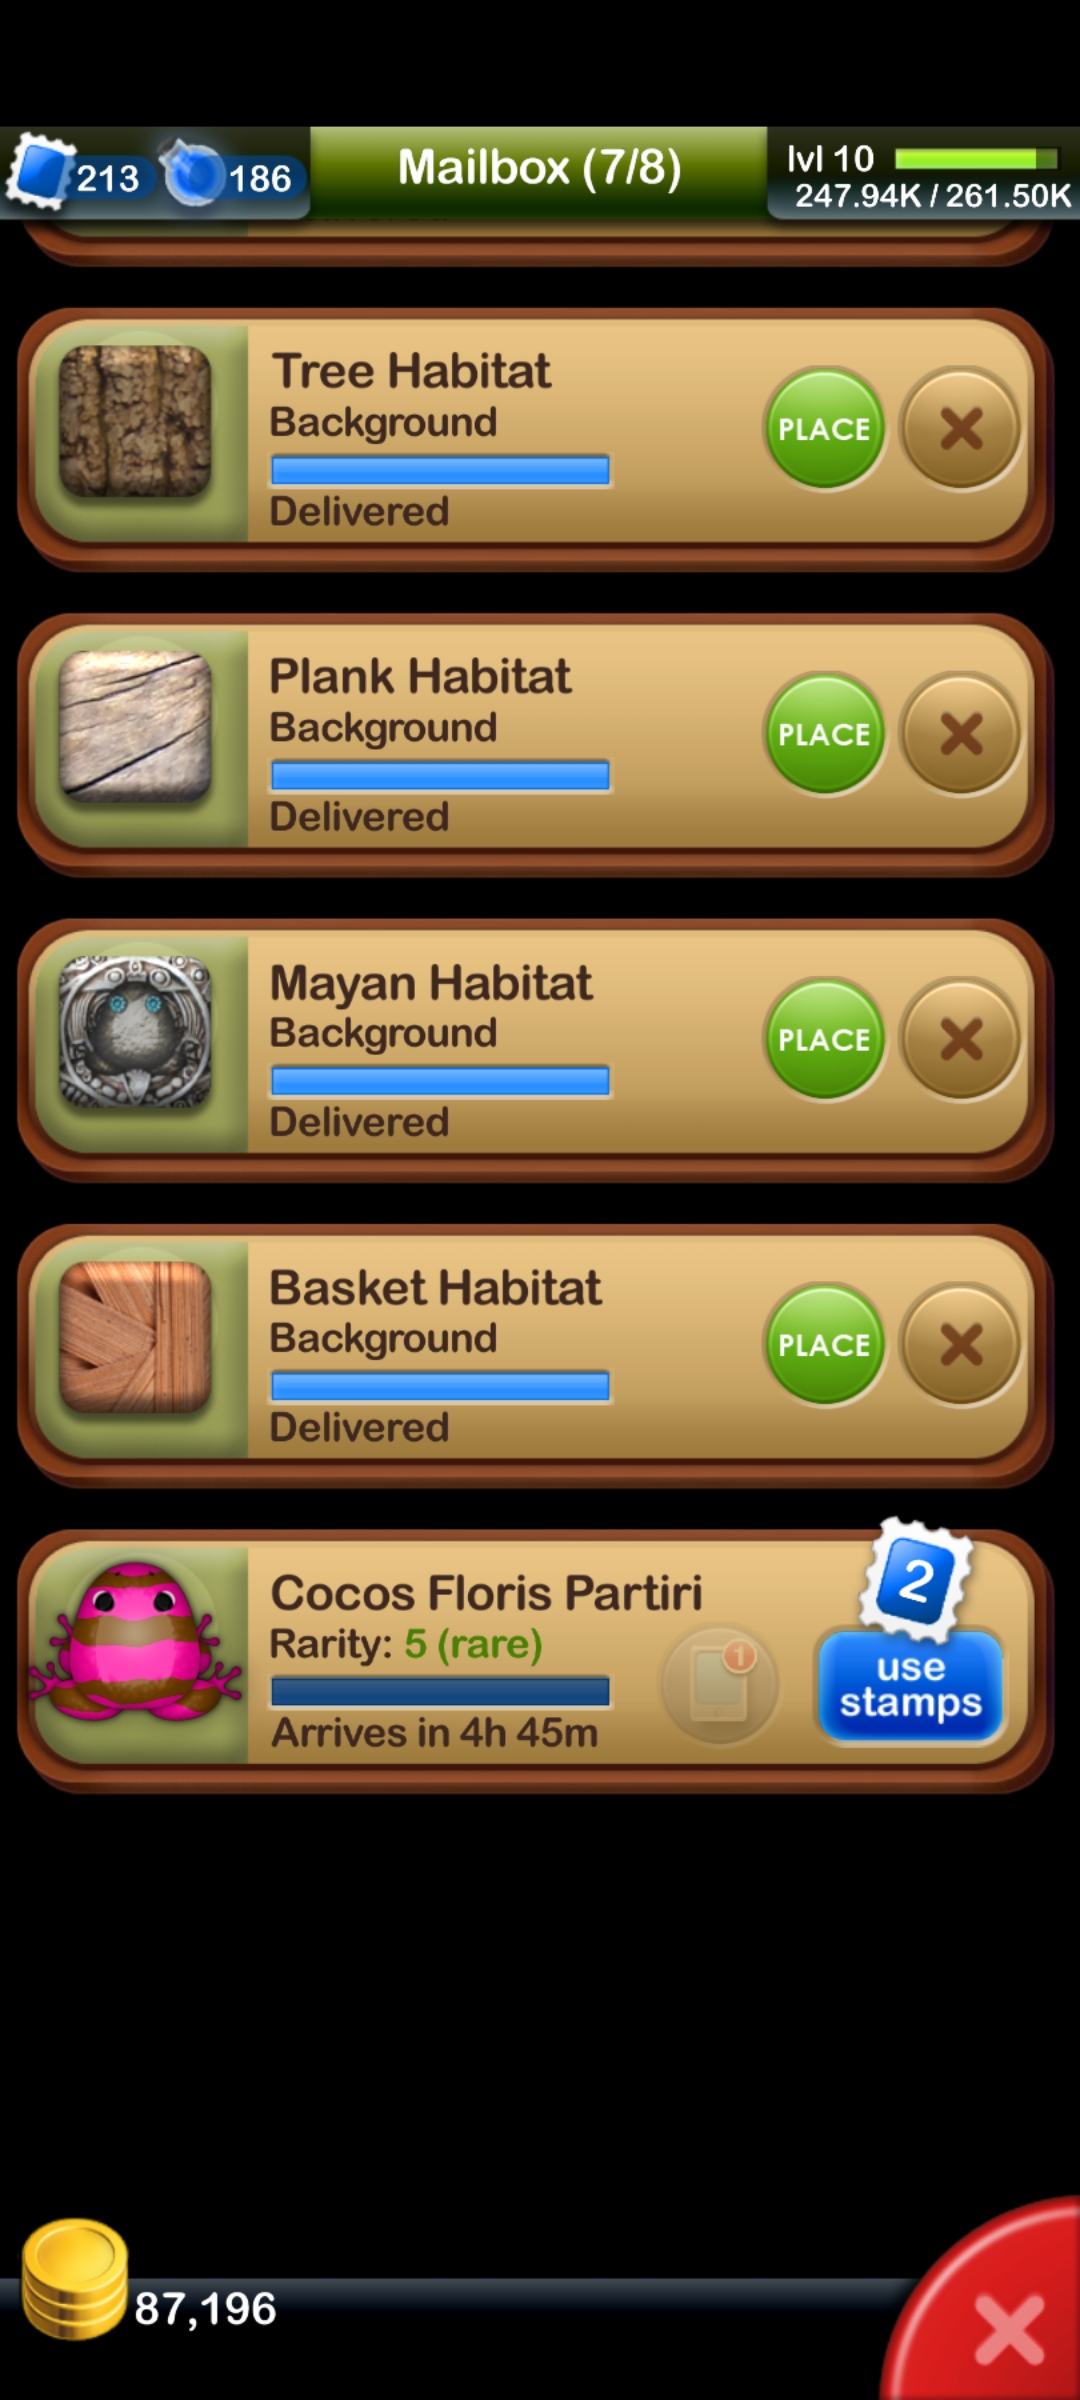 213
186
Mailbox (7/8)
lvl 10
247.94K / 261.50K
Tree Habitat
Background
Delivered
PLACE
Plank Habitat
Background
Delivered
PLACE
Mayan Habitat
Background
Delivered
PLACE
Basket Habitat
Background
Delivered
PLACE
Cocos Floris Partiri
Rarity: 5 (rare)
Arrives in 4h 45m
1
2
use
stamps
87,196